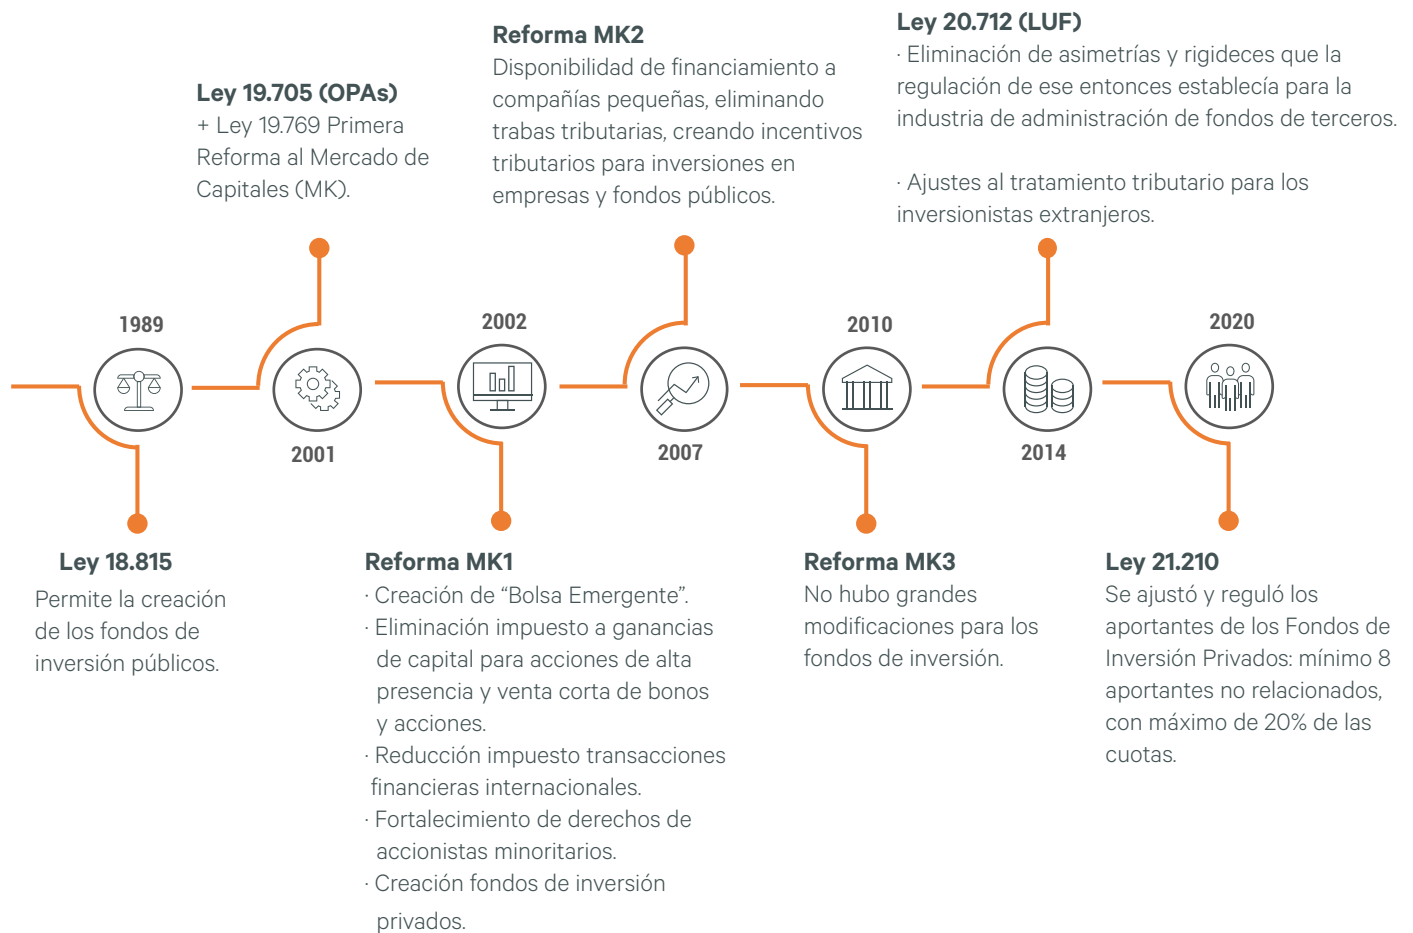 Ley 19.705 (OPAs)
+ Ley 19.769 Primera
Reforma al Mercado de
Capitales (MK).
Reforma MK2
Disponibilidad de financiamiento a
compañías pequeñas, eliminando
trabas tributarias, creando incentivos
tributarios para inversiones en
empresas y fondos públicos.
Ley 20.712 (LUF)
· Eliminación de asimetrías y rigideces que la
regulación de ese entonces establecía para la
industria de administración de fondos de terceros.
· Ajustes al tratamiento tributario para los
inversionistas extranjeros.
1989
2001
2002
2007
2010
2014
2020
Ley 18.815
Permite la creación
de los fondos de
inversión públicos.
Reforma MK1
· Creación de “Bolsa Emergente”.
· Eliminación impuesto a ganancias
de capital para acciones de alta
presencia y venta corta de bonos
y acciones.
· Reducción impuesto transacciones
financieras internacionales.
· Fortalecimiento de derechos de
accionistas minoritarios.
· Creación fondos de inversión
privados.
Reforma MK3
No hubo grandes
modificaciones para los
fondos de inversión.
Ley 21.210
Se ajustó y reguló los
aportantes de los Fondos de
Inversión Privados: mínimo 8
aportantes no relacionados,
con máximo de 20% de las
cuotas.